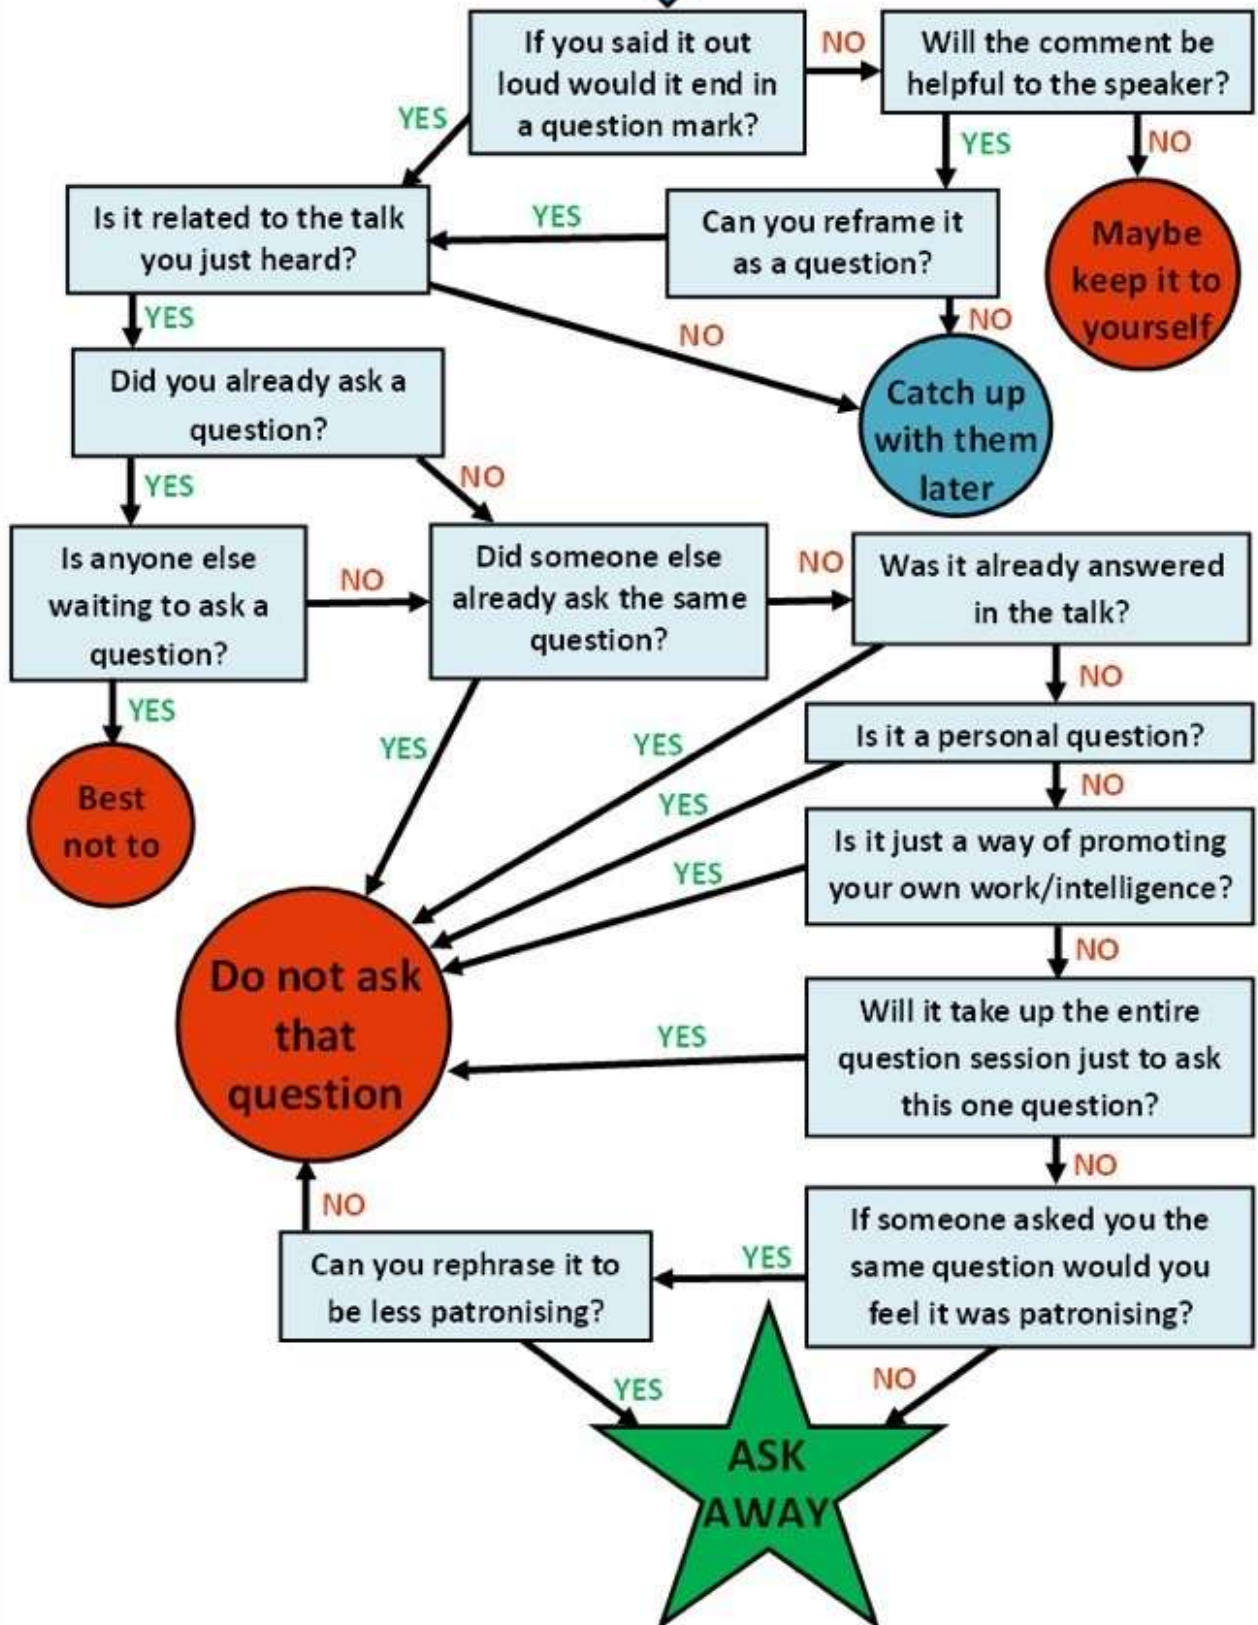 If you said it out
loud would it end in
a question mark?
NO
Will the comment be
helpful to the speaker?
YES
YES
NO
Is it related to the talk
you just heard?
YES
Can you reframe it
as a question?
Maybe
keep it to
yourself
YES
NO
NO
Did you already ask a
question?
Catch up
with them
later
YES
NO
Is anyone else
waiting to ask a
question?
NO
Did someone else
already ask the same
question?
NO
Was it already answered
in the talk?
YES
YES
YES
NO
Is it a personal question?
Best
not to
YES
NO
Is it just a way of promoting
your own work/intelligence?
YES
NO
Do not ask
that
question
Will it take up the entire
question session just to ask
this one question?
YES
NO
NO
If someone asked you the
same question would you
feel it was patronising?
YES
Can you rephrase it to
be less patronising?
YES
NO
ASK
AWAY